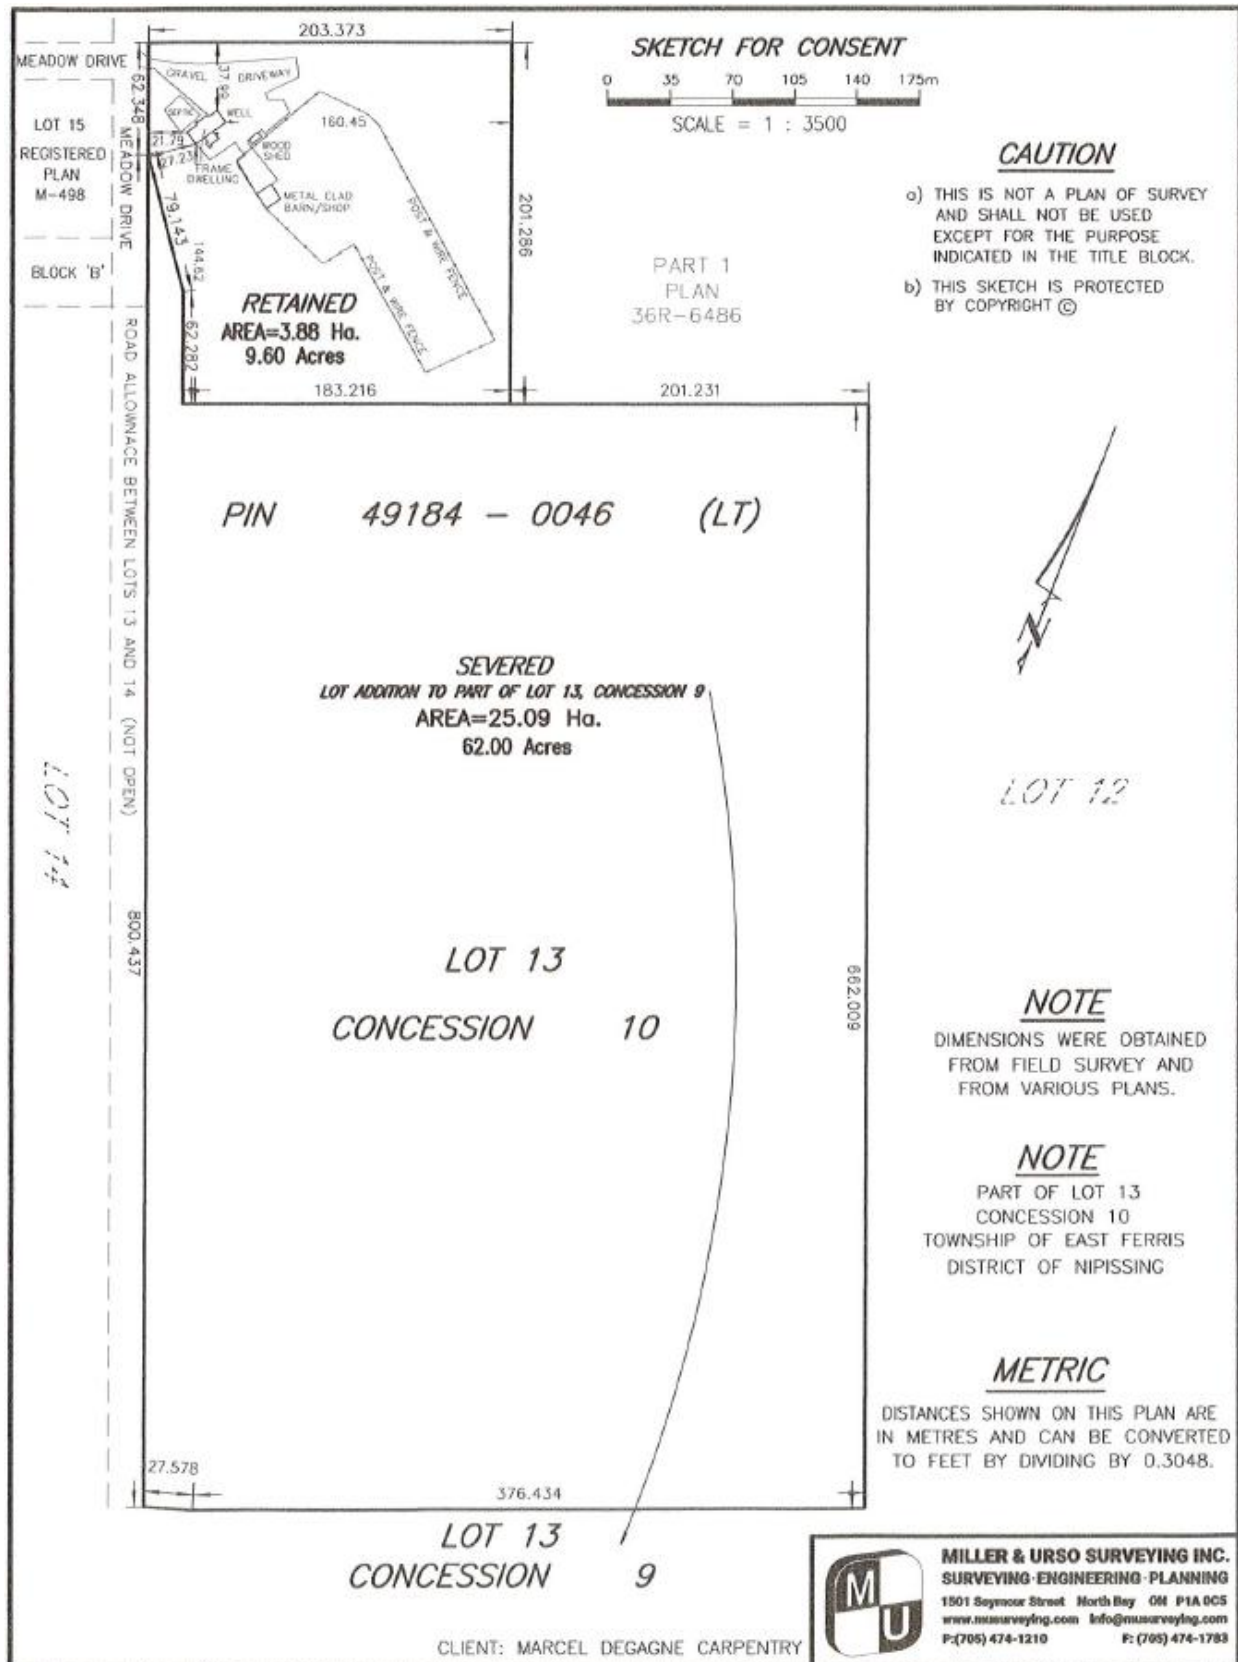 203.373
SKETCH FOR CONSENT
0 35 70 105 140 175m
SCALE = 1 : 3500
MEADOW DRIVE
62.348
GRAVEL DRIVEWAY
37.99
SEPTIC
WELL
160.45
LOT 15
REGISTERED
PLAN
M-498
MEADOW DRIVE
21.79
27.23
FRAME
DWELLING
WOOD
SHED
METAL CLAD
BARN/SHOP
79.143
144.62
POST & WIRE FENCE
POST & WIRE FENCE
201.286
BLOCK 'B'
RETAINED
AREA=3.88 Ha.
9.60 Acres
62.282
183.216
201.231
PART 1
PLAN
36R-6486
CAUTION
a) THIS IS NOT A PLAN OF SURVEY
AND SHALL NOT BE USED
EXCEPT FOR THE PURPOSE
INDICATED IN THE TITLE BLOCK.
b) THIS SKETCH IS PROTECTED
BY COPYRIGHT ©
ROAD ALLOWNACE BETWEEN LOTS 13 AND 14 (NOT OPEN)
PIN 49184 - 0046 (LT)
N
SEVERED
LOT ADDITION TO PART OF LOT 13, CONCESSION 9
AREA=25.09 Ha.
62.00 Acres
LOT 14
LOT 12
800.437
LOT 13
CONCESSION 10
662.009
NOTE
DIMENSIONS WERE OBTAINED
FROM FIELD SURVEY AND
FROM VARIOUS PLANS.
NOTE
PART OF LOT 13
CONCESSION 10
TOWNSHIP OF EAST FERRIS
DISTRICT OF NIPISSING
METRIC
DISTANCES SHOWN ON THIS PLAN ARE
IN METRES AND CAN BE CONVERTED
TO FEET BY DIVIDING BY 0.3048.
27.578
376.434
LOT 13
CONCESSION 9
CLIENT: MARCEL DEGAGNE CARPENTRY
MU
MILLER & URSO SURVEYING INC.
SURVEYING·ENGINEERING·PLANNING
1501 Seymour Street North Bay ON P1A 0C5
www.musurveying.com info@musurveying.com
P:(705) 474-1210 F: (705) 474-1783